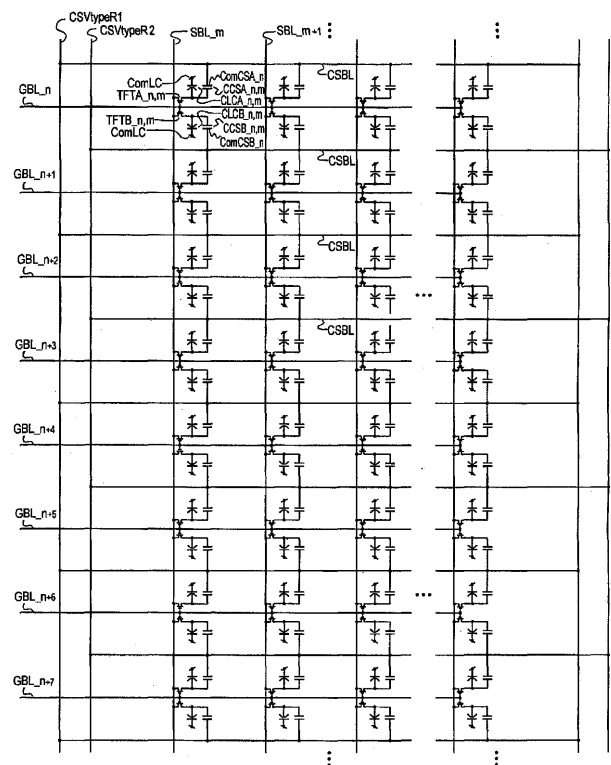 CSVtypeR1
CSVtypeR2
SBL_m
SBL_m+1
GBL_n
ComLC
TFTA_n,m
ComCSA_n
CCSA_n,m
CLCA_n,m
CSBL
TFTB_n,m
ComLC
CLCB_n,m
CCSB_n,m
ComCSB_n
CSBL
GBL_n+1
GBL_n+2
CSBL
CSBL
GBL_n+3
GBL_n+4
GBL_n+5
GBL_n+6
GBL_n+7